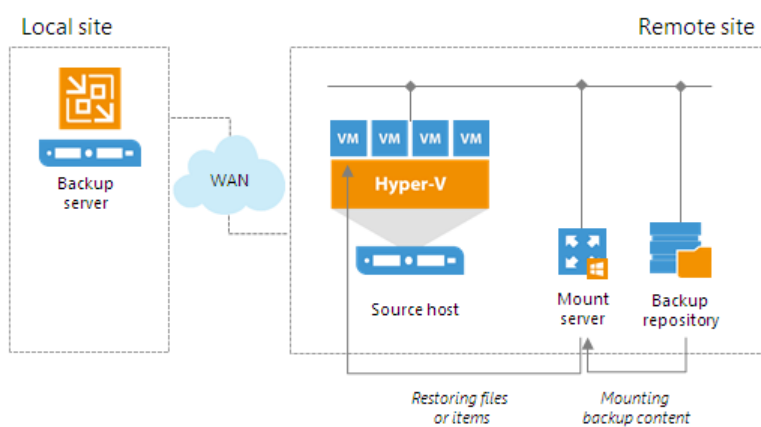 Local site
Remote site
Backup
server
WAN
VM VM VM VM
Hyper-V
Source host
Mount
server
Backup
repository
Restoring files
or items
Mounting
backup content